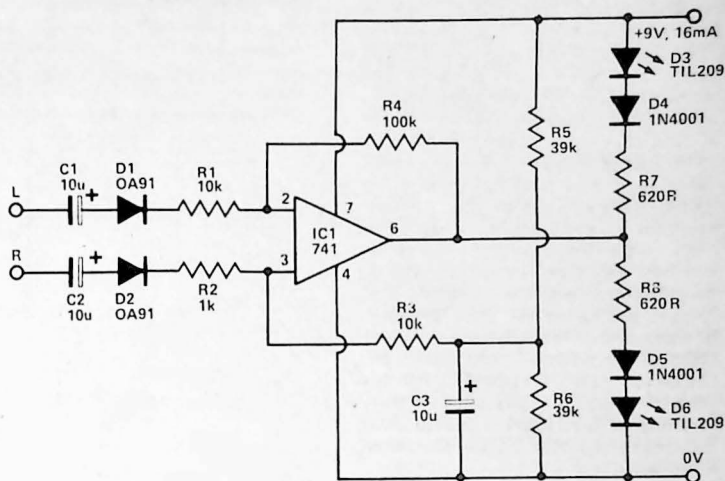 +9V, 16mA
D3
TIL209
R4
100k
D4
1N4001
R5
39k
C1
10u
+
D1
OA91
R1
10k
R7
620R
L
2
7
IC1
741
6
R
3
4
+
C2
10u
D2
OA91
R2
1k
R8
620R
R3
10k
D5
1N4001
C3
10u
+
R6
39k
D6
TIL209
0V